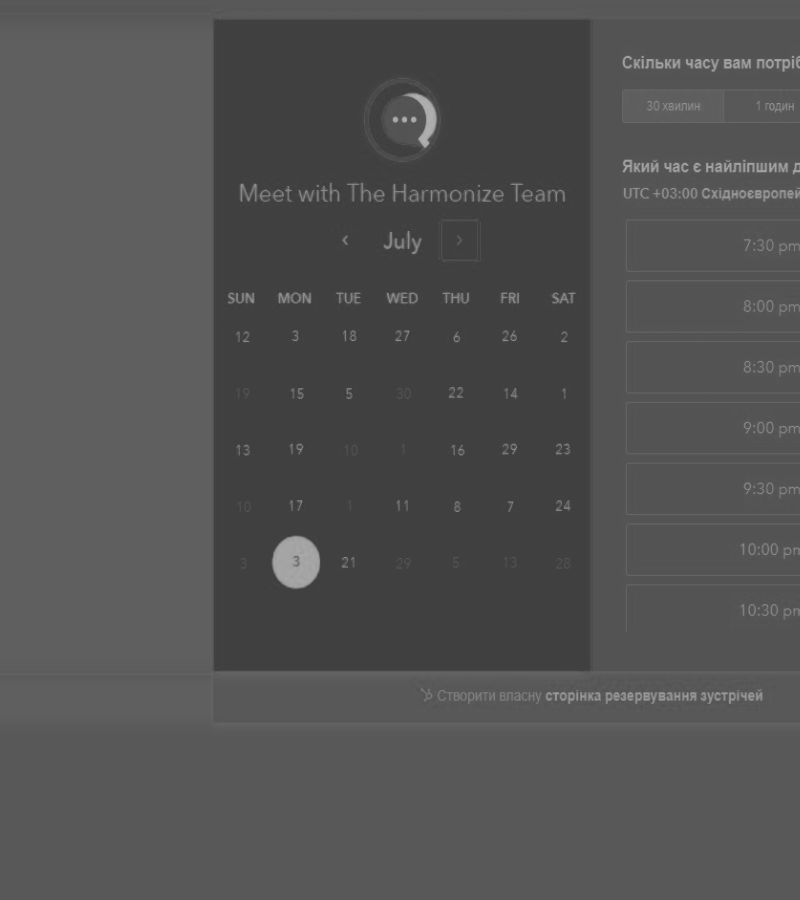 Meet with The Harmonize Team
July
SUN MON TUE WED THU FRI SAT
12 3 18 27 6 26 2
19 15 5 30 22 14 1
13 19 10 1 16 29 23
10 17 1 11 8 7 24
3 3 21 29 5 13 28
Скільки часу вам потріб
30 хвилин 1 годин
Який час є найліпшим д
UTC +03:00 Східноєвропей
7:30 pm
8:00 pm
8:30 pm
9:00 pm
9:30 pm
10:00 pm
10:30 pm
Створити власну сторінка резервування зустрічей